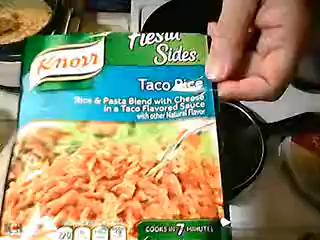 Knorr
Fiesta
Sides
Taco Rice
Rice & Pasta Blend with Cheese
in a Taco Flavored Sauce
with other Natural Flavor
COOKS IN 7 MINUTES